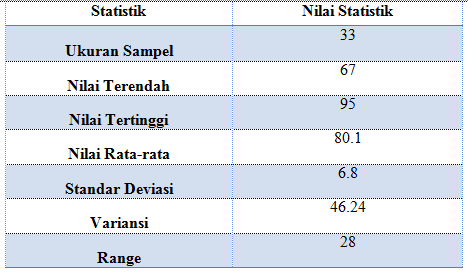 Statistik Nilai Statistik
Ukuran Sampel 33
Nilai Terendah 67
Nilai Tertinggi 95
Nilai Rata-rata 80.1
Standar Deviasi 6.8
Variansi 46.24
Range 28